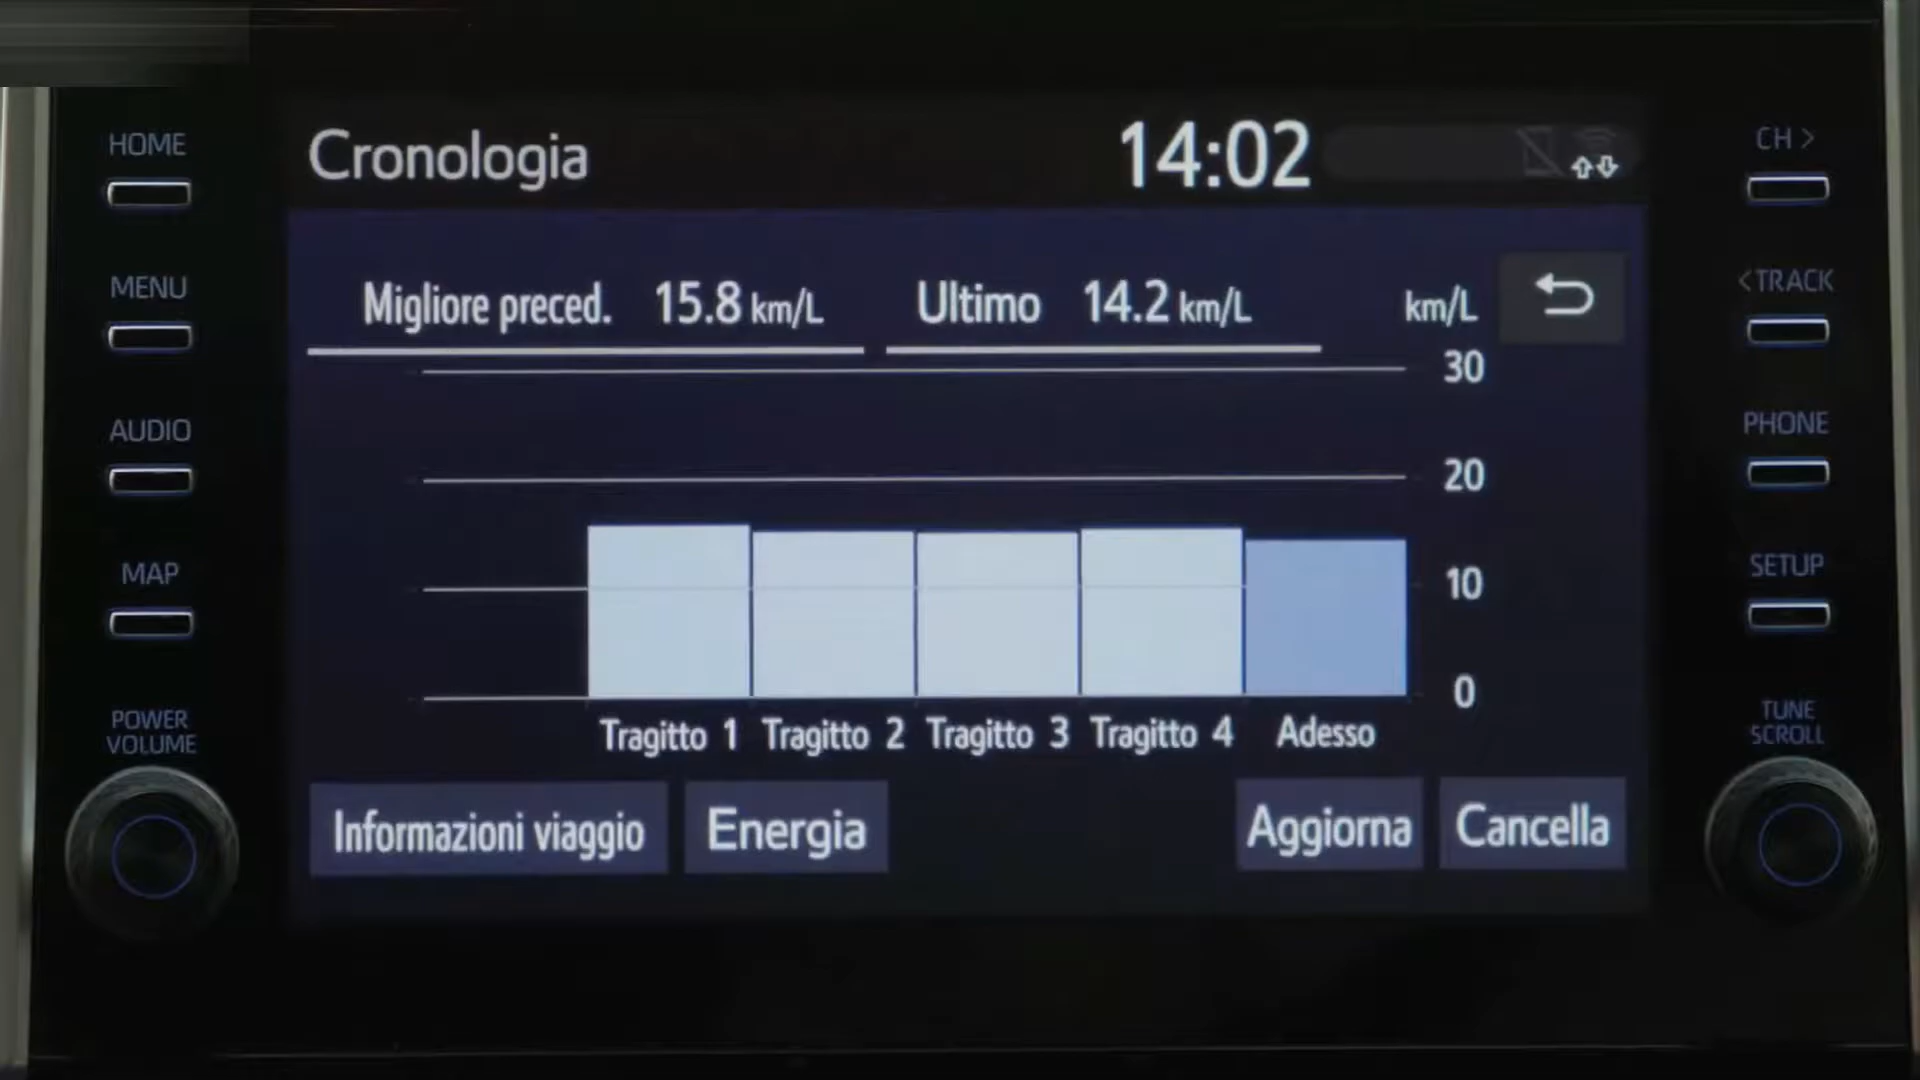 HOME
MENU
AUDIO
MAP
POWER
VOLUME
Cronologia 14:02
Migliore preced. 15.8 km/L Ultimo 14.2 km/L km/L
30
20
10
0
Tragitto 1 Tragitto 2 Tragitto 3 Tragitto 4 Adesso
Informazioni viaggio Energia Aggiorna Cancella
CH >
<TRACK
PHONE
SETUP
TUNE
SCROLL